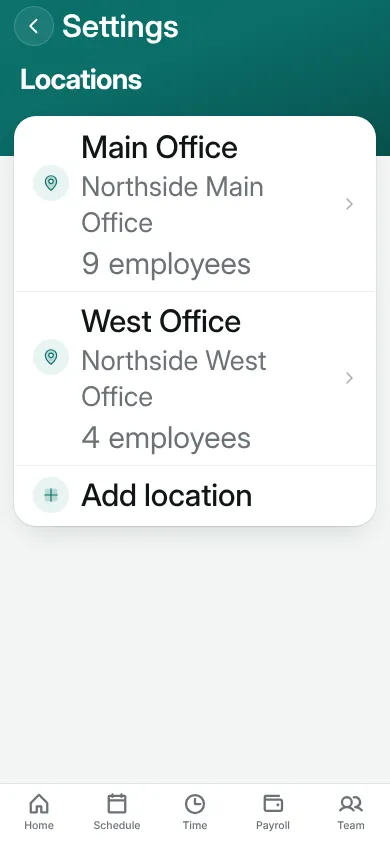 Settings
Locations
Main Office
Northside Main
Office
9 employees
West Office
Northside West
Office
4 employees
Add location
Home
Schedule
Time
Payroll
Team